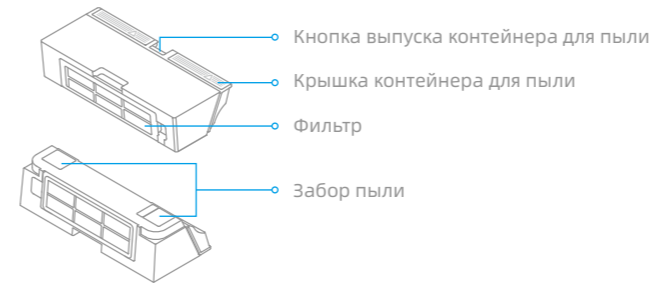 Кнопка выпуска контейнера для пыли
Крышка контейнера для пыли
Фильтр
Забор пыли